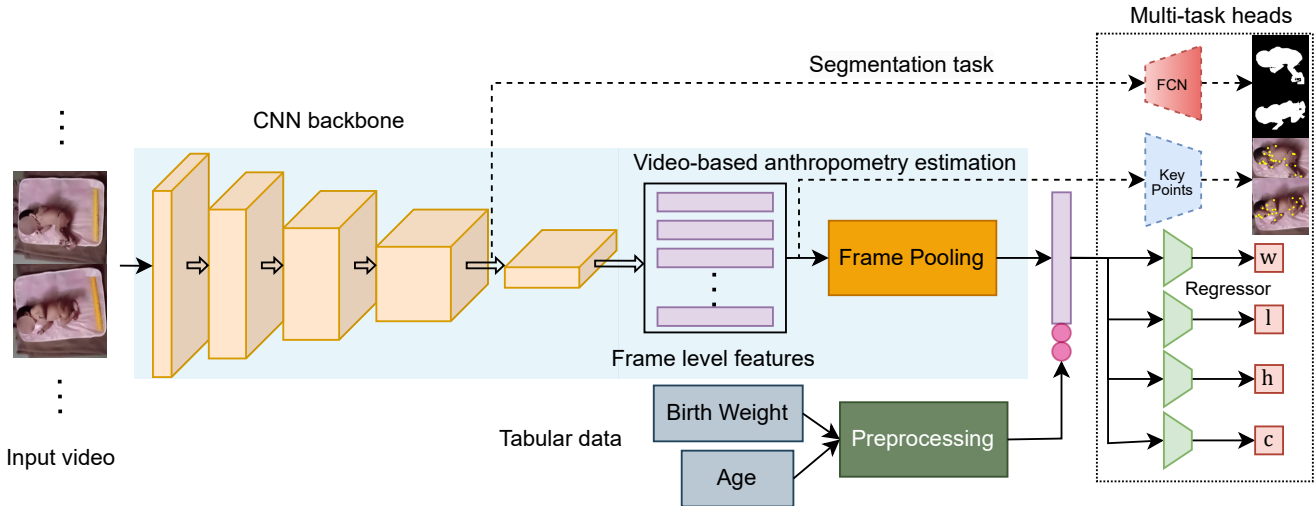 Multi-task heads
Segmentation task
FCN
CNN backbone
Video-based anthropometry estimation
Key
Points
Frame Pooling
w
Regressor
l
h
c
Frame level features
Birth Weight
Tabular data
Preprocessing
Age
Input video